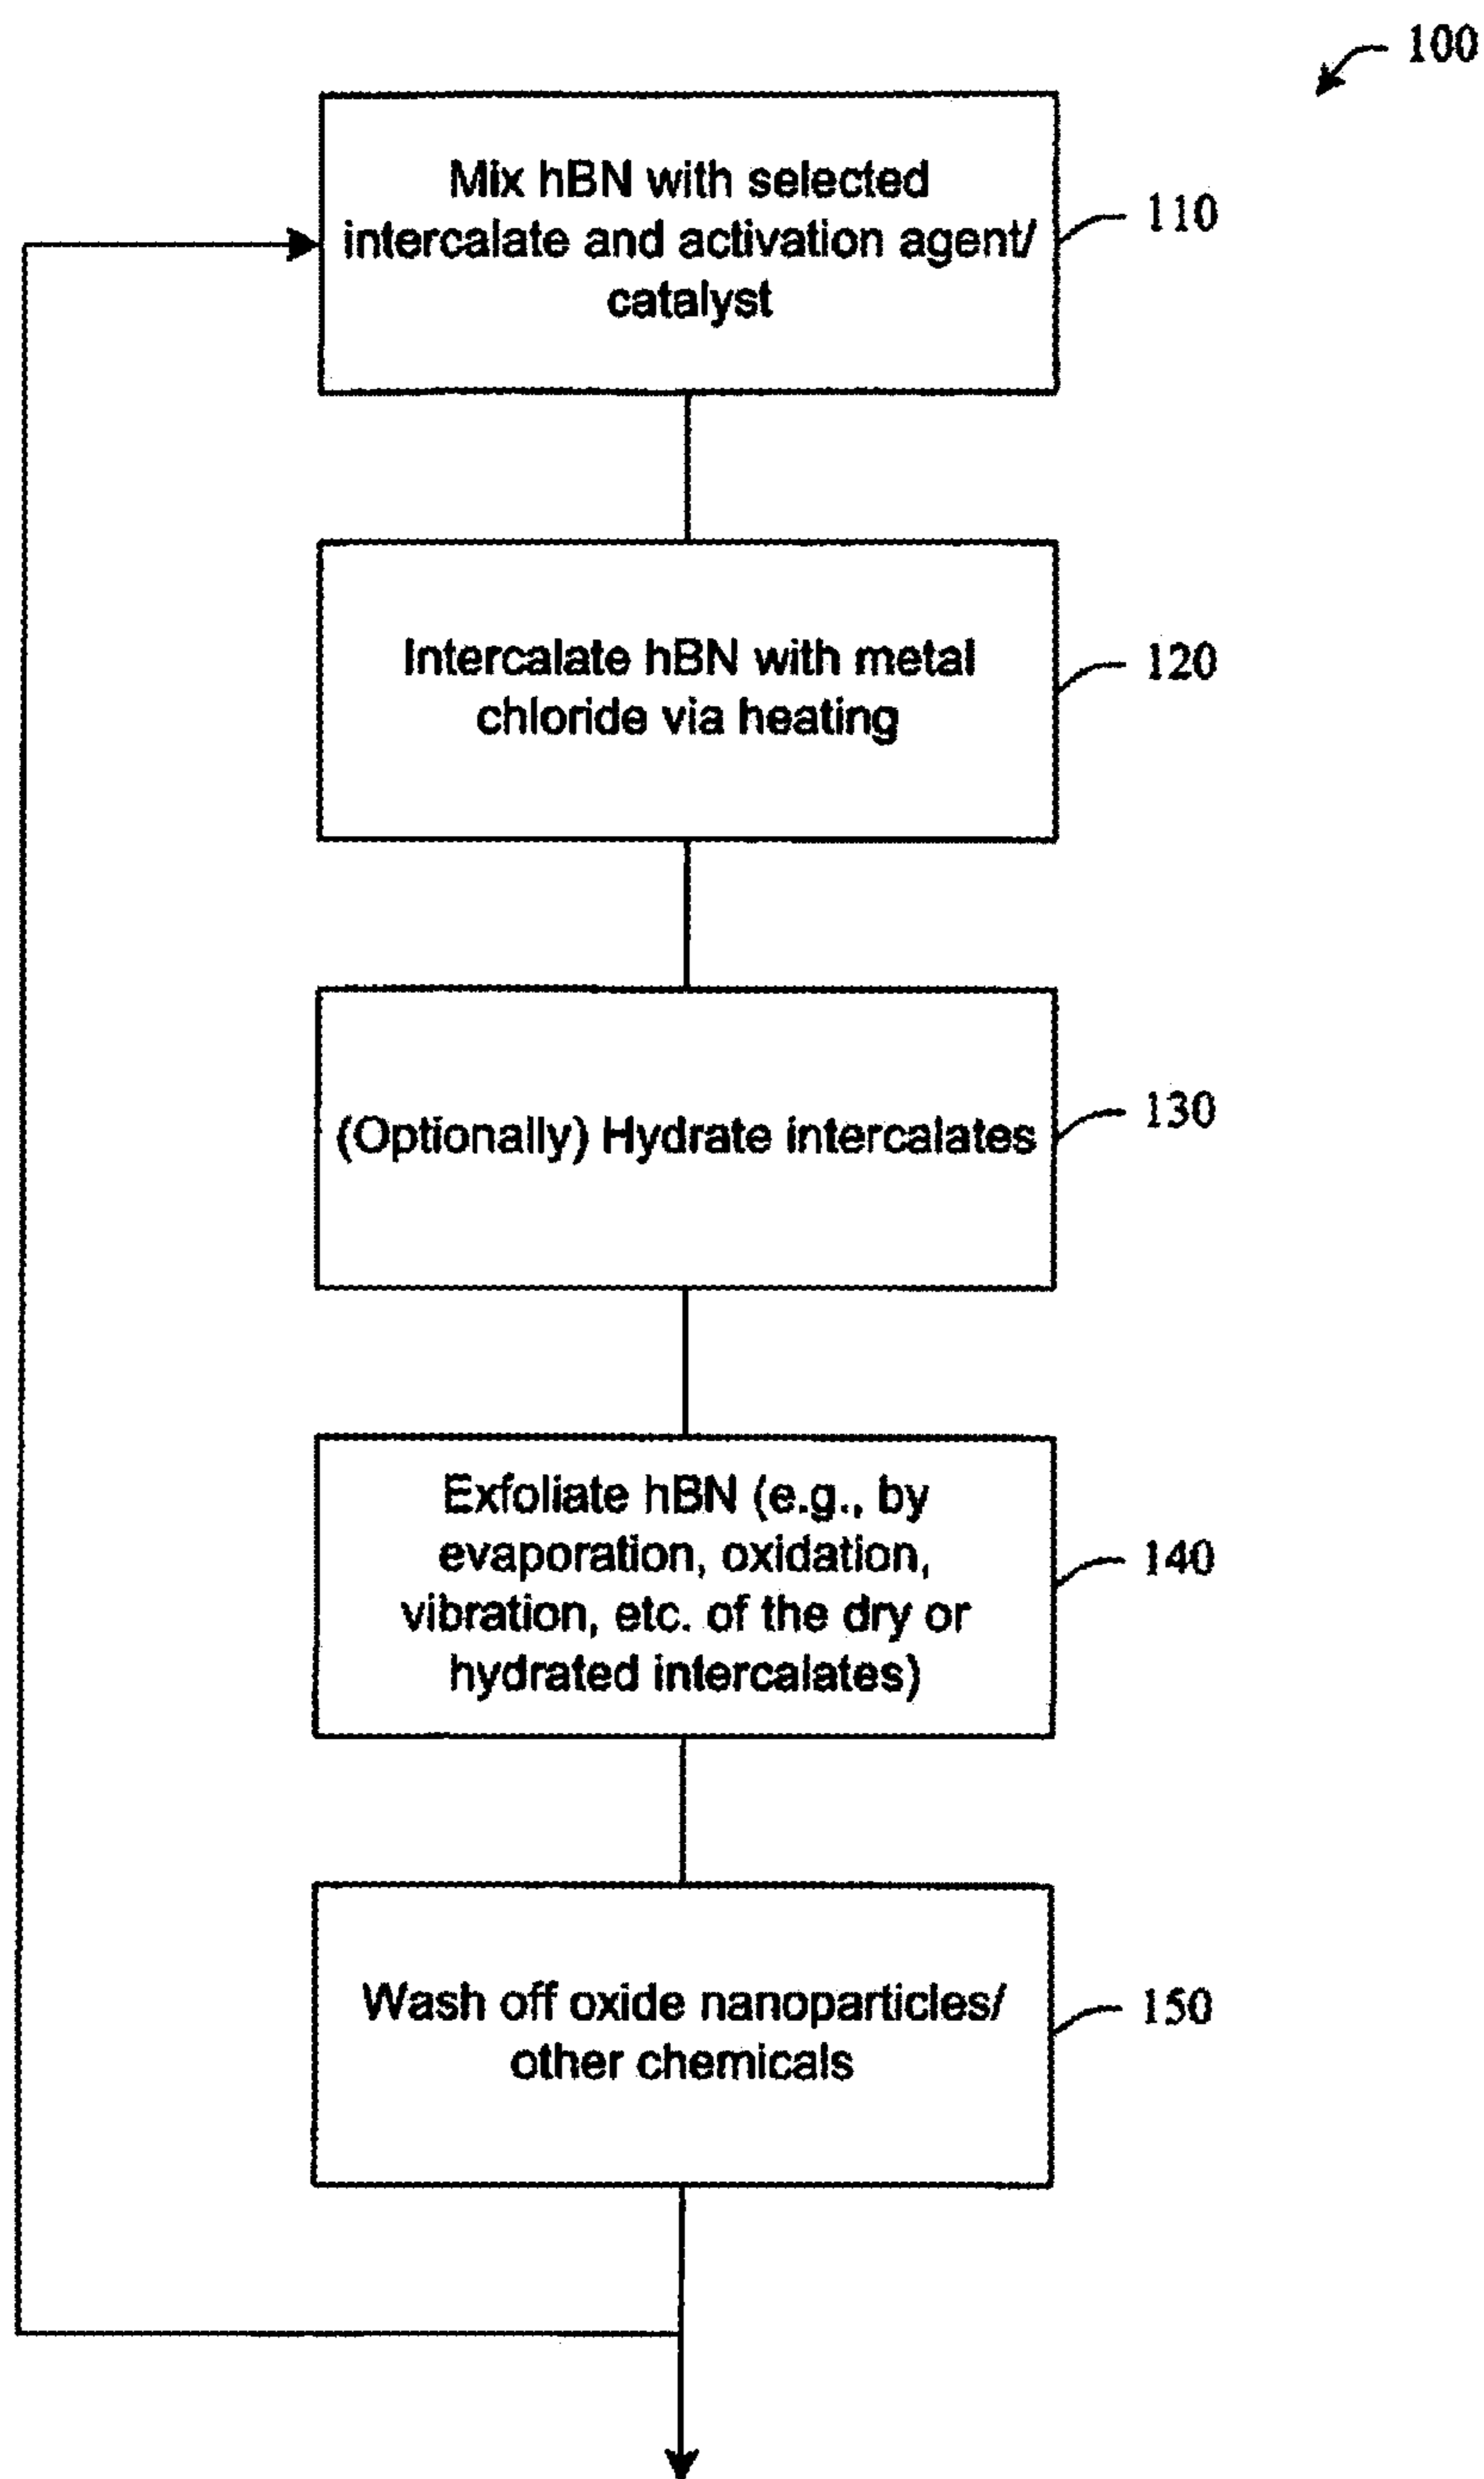 100
Mix hBN with selected
intercalate and activation agent/
catalyst
110
Intercalate hBN with metal
chloride via heating
120
(Optionally) Hydrate intercalates
130
Exfoliate hBN (e.g., by
evaporation, oxidation,
vibration, etc. of the dry or
hydrated intercalates)
140
Wash off oxide nanoparticles/
other chemicals
150